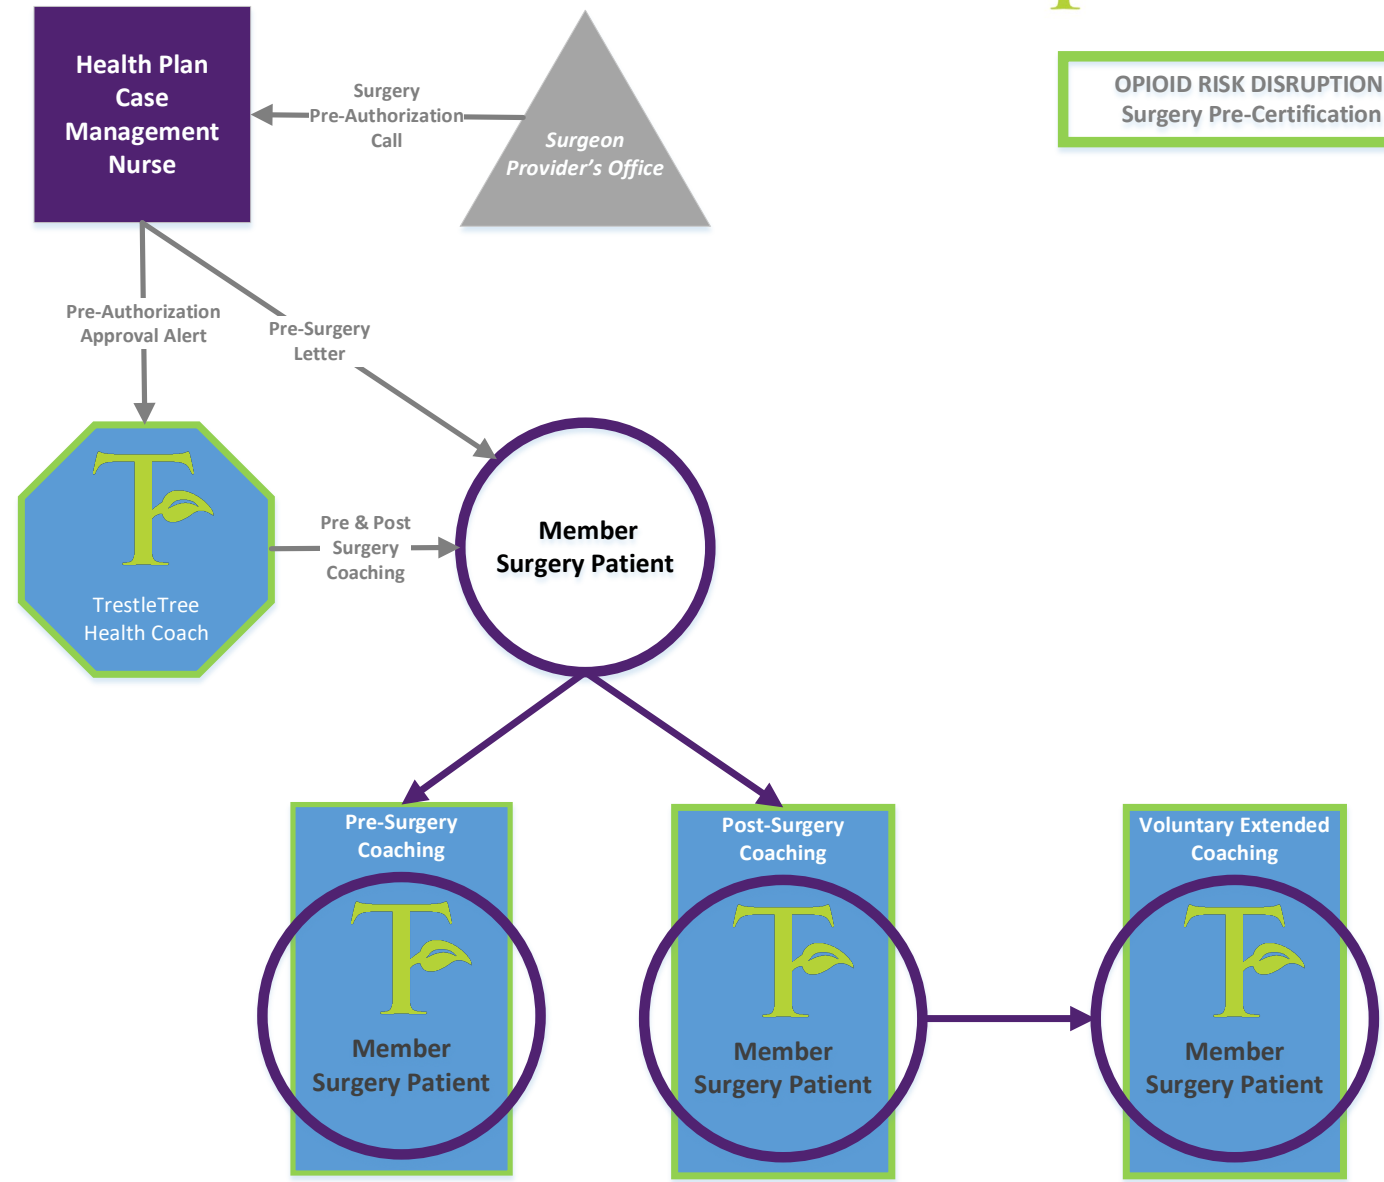 OPIOID RISK DISRUPTION
Surgery Pre-Certification
Health Plan
Case
Management
Nurse
Surgery
Pre-Authorization
Call
Surgeon
Provider's Office
Pre-Authorization
Approval Alert
Pre-Surgery
Letter
TrestleTree
Health Coach
Pre & Post
Surgery
Coaching
Member
Surgery Patient
Pre-Surgery
Coaching
Member
Surgery Patient
Post-Surgery
Coaching
Member
Surgery Patient
Voluntary Extended
Coaching
Member
Surgery Patient